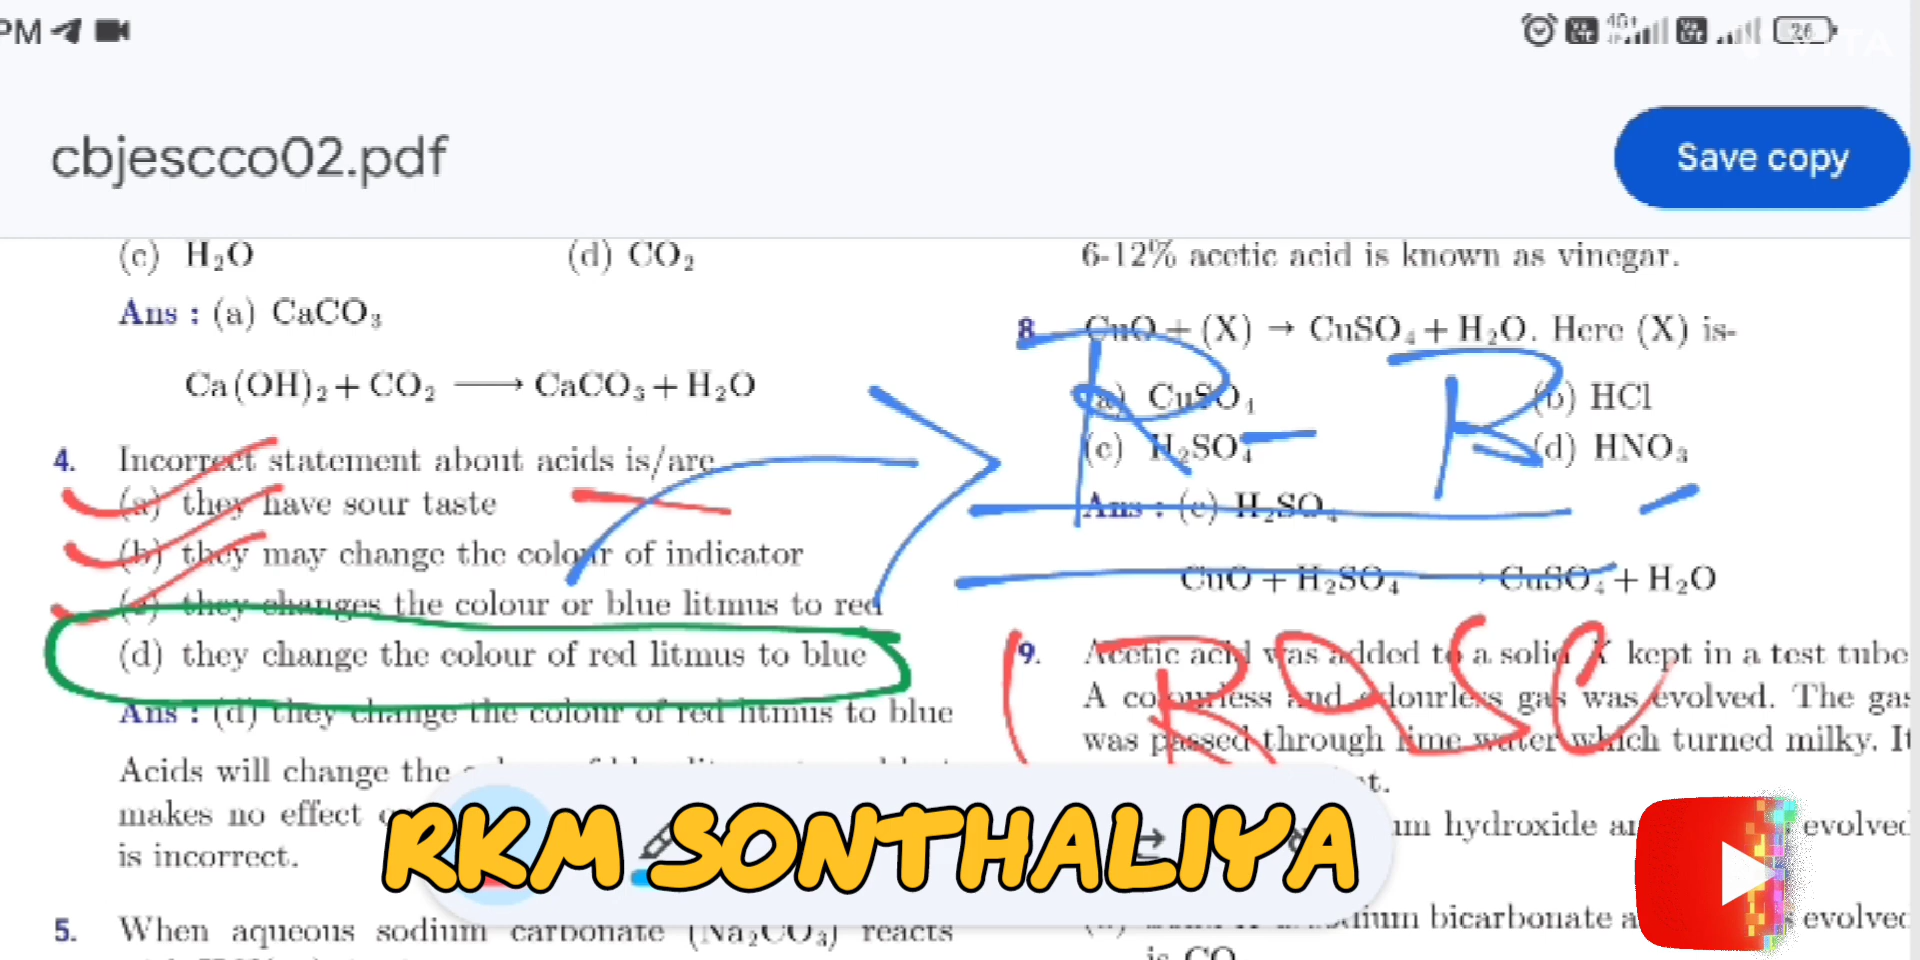 PM
4G+
26
cbjescco02.pdf
Save copy
(c) H₂O (d) CO₂
Ans : (a) CaCO₃
Ca(OH)₂ + CO₂ ⟶ CaCO₃ + H₂O
4. Incorrect statement about acids is/are
(a) they have sour taste
(b) they may change the colour of indicator
(c) they changes the colour or blue litmus to red
(d) they change the colour of red litmus to blue
Ans : (d) they change the colour of red litmus to blue
Acids will change the
makes no effect
is incorrect.
5. When aqueous sodium carbonate (Na₂CO₃) reacts
6-12% acetic acid is known as vinegar.
8. CuO + (X) → CuSO₄ + H₂O. Here (X) is-
(a) CuSO₄ (b) HCl
(c) H₂SO₄ (d) HNO₃
Ans : (c) H₂SO₄
CuO + H₂SO₄ ⟶ CuSO₄ + H₂O
9. Acetic acid was added to a solid X kept in a test tube
A colourless and odourless gas was evolved. The gas
was passed through lime water which turned milky. It
hydroxide evolved
bicarbonate evolved
is CO
R R
BQSC
RKM SONTHALIYA